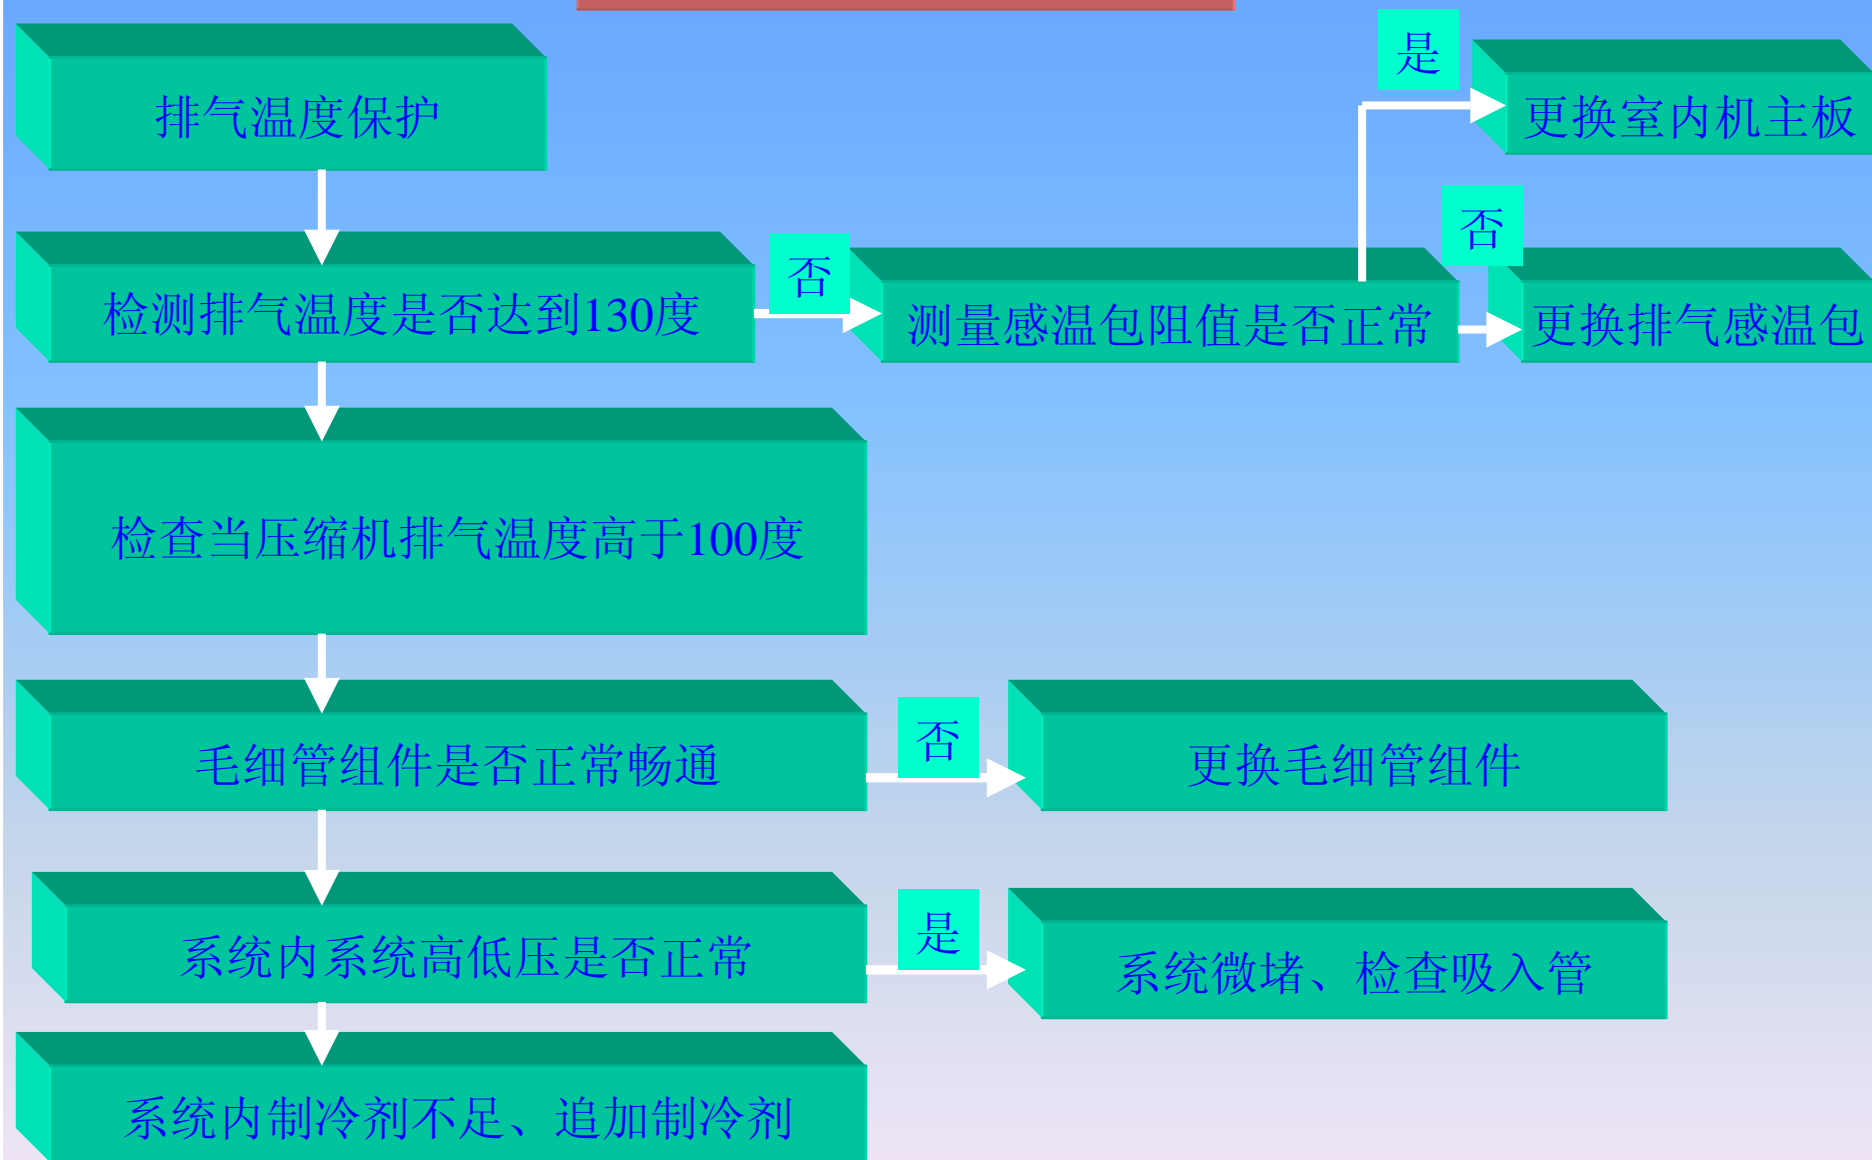 排气温度保护
是
更换室内机主板
检测排气温度是否达到130度
否
测量感温包阻值是否正常
否
更换排气感温包
检查当压缩机排气温度高于100度
毛细管组件是否正常畅通
否
更换毛细管组件
系统内系统高低压是否正常
是
系统微堵、检查吸入管
系统内制冷剂不足、追加制冷剂